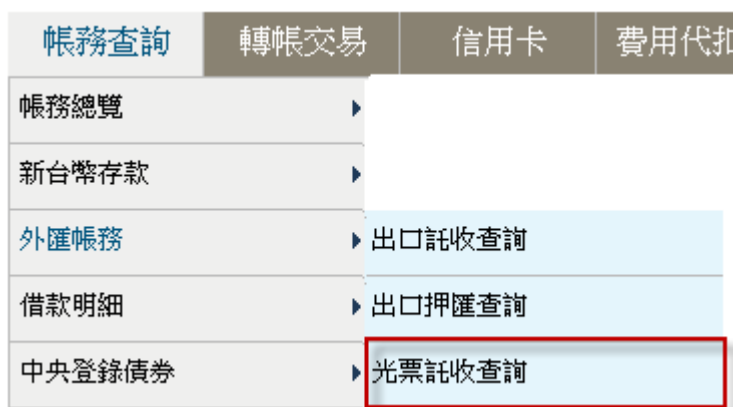 帳務查詢 轉帳交易 信用卡 費用代扣
帳務總覽
新台幣存款
外匯帳務 出口託收查詢
借款明細 出口押匯查詢
中央登錄債券 光票託收查詢